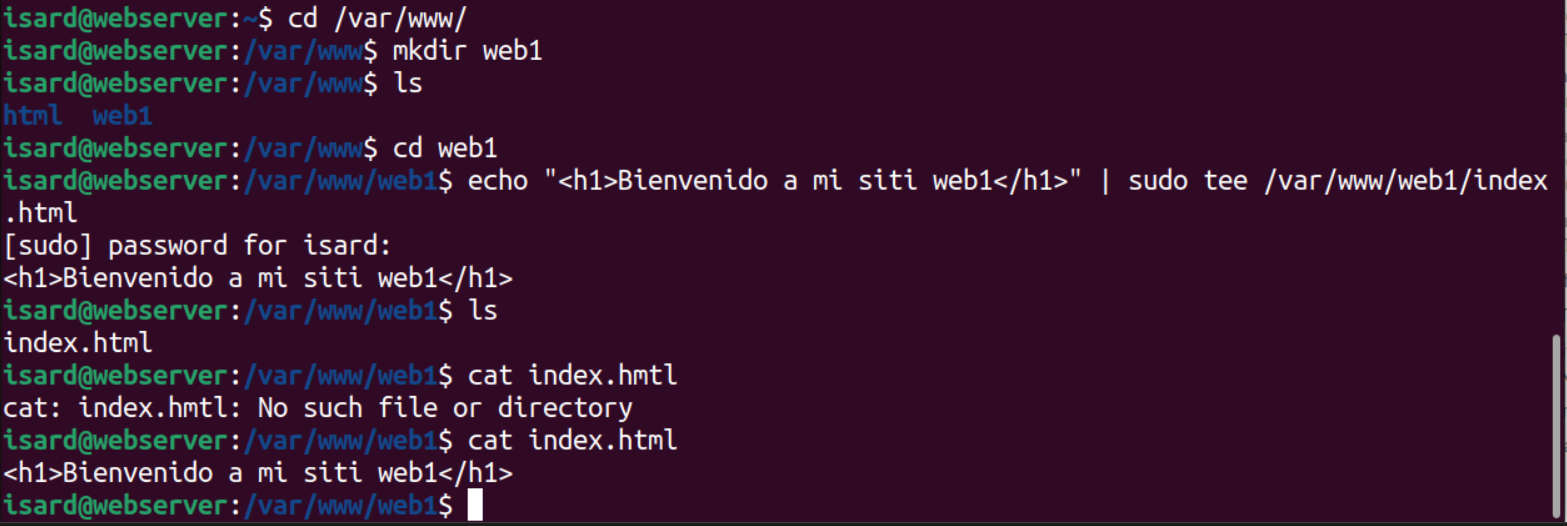 isard@webserver:~$ cd /var/www/
isard@webserver:/var/www$ mkdir web1
isard@webserver:/var/www$ ls
html  web1
isard@webserver:/var/www$ cd web1
isard@webserver:/var/www/web1$ echo "<h1>Bienvenido a mi siti web1</h1>" | sudo tee /var/www/web1/index
.html
[sudo] password for isard:
<h1>Bienvenido a mi siti web1</h1>
isard@webserver:/var/www/web1$ ls
index.html
isard@webserver:/var/www/web1$ cat index.hmtl
cat: index.hmtl: No such file or directory
isard@webserver:/var/www/web1$ cat index.html
<h1>Bienvenido a mi siti web1</h1>
isard@webserver:/var/www/web1$